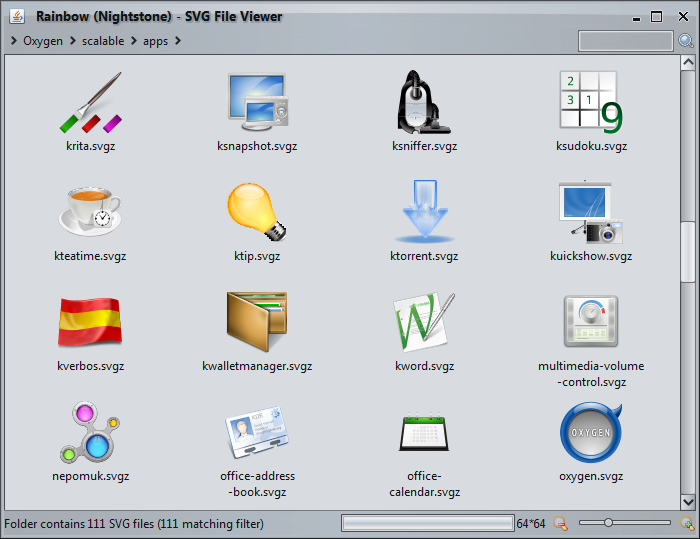 Rainbow (Nightstone) - SVG File Viewer
Oxygen scalable apps
2
3 1
9
krita.svgz ksnapshot.svgz ksniffer.svgz ksudoku.svgz
kteatime.svgz ktip.svgz ktorrent.svgz kuickshow.svgz
W
kverbos.svgz kwalletmanager.svgz kword.svgz multimedia-volume
-control.svgz
OXYGEN
nepomuk.svgz office-address office- oxygen.svgz
-book.svgz calendar.svgz
Folder contains 111 SVG files (111 matching filter) 64*64